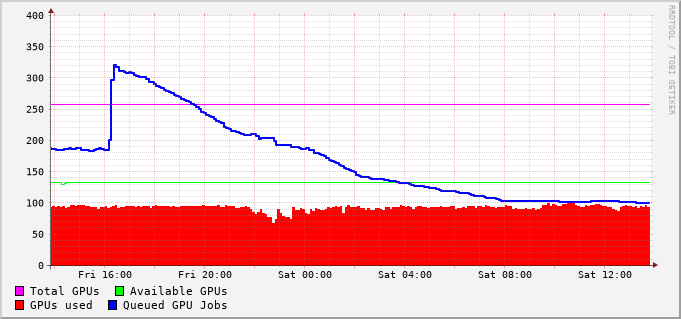 400
350
300
250
200
150
100
50
0
Fri 16:00 Fri 20:00 Sat 00:00 Sat 04:00 Sat 08:00 Sat 12:00
Total GPUs Available GPUs
GPUs used Queued GPU Jobs
RRDTOOL / TOBI OETIKER